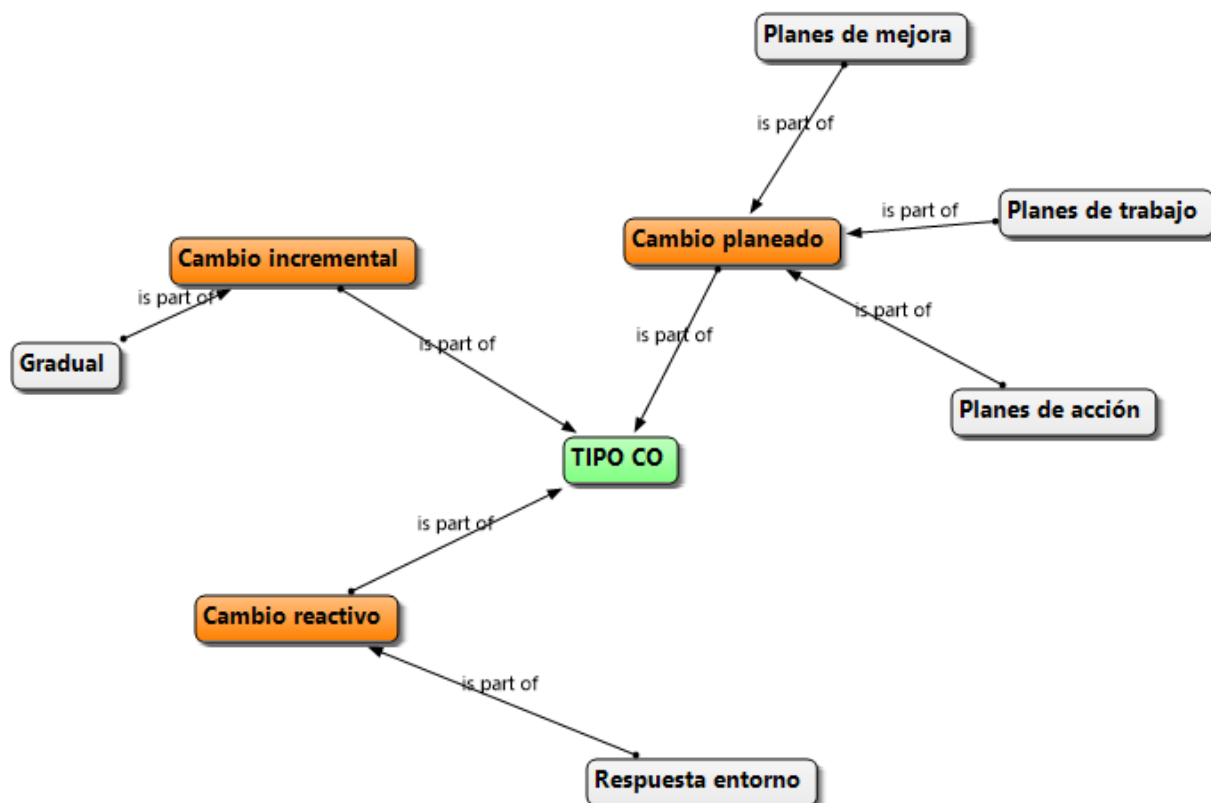 Planes de mejora
is part of
Planes de trabajo
is part of
Cambio planeado
Cambio incremental
is part of
Gradual
is part of
is part of
is part of
Planes de acción
TIPO CO
is part of
Cambio reactivo
is part of
Respuesta entorno